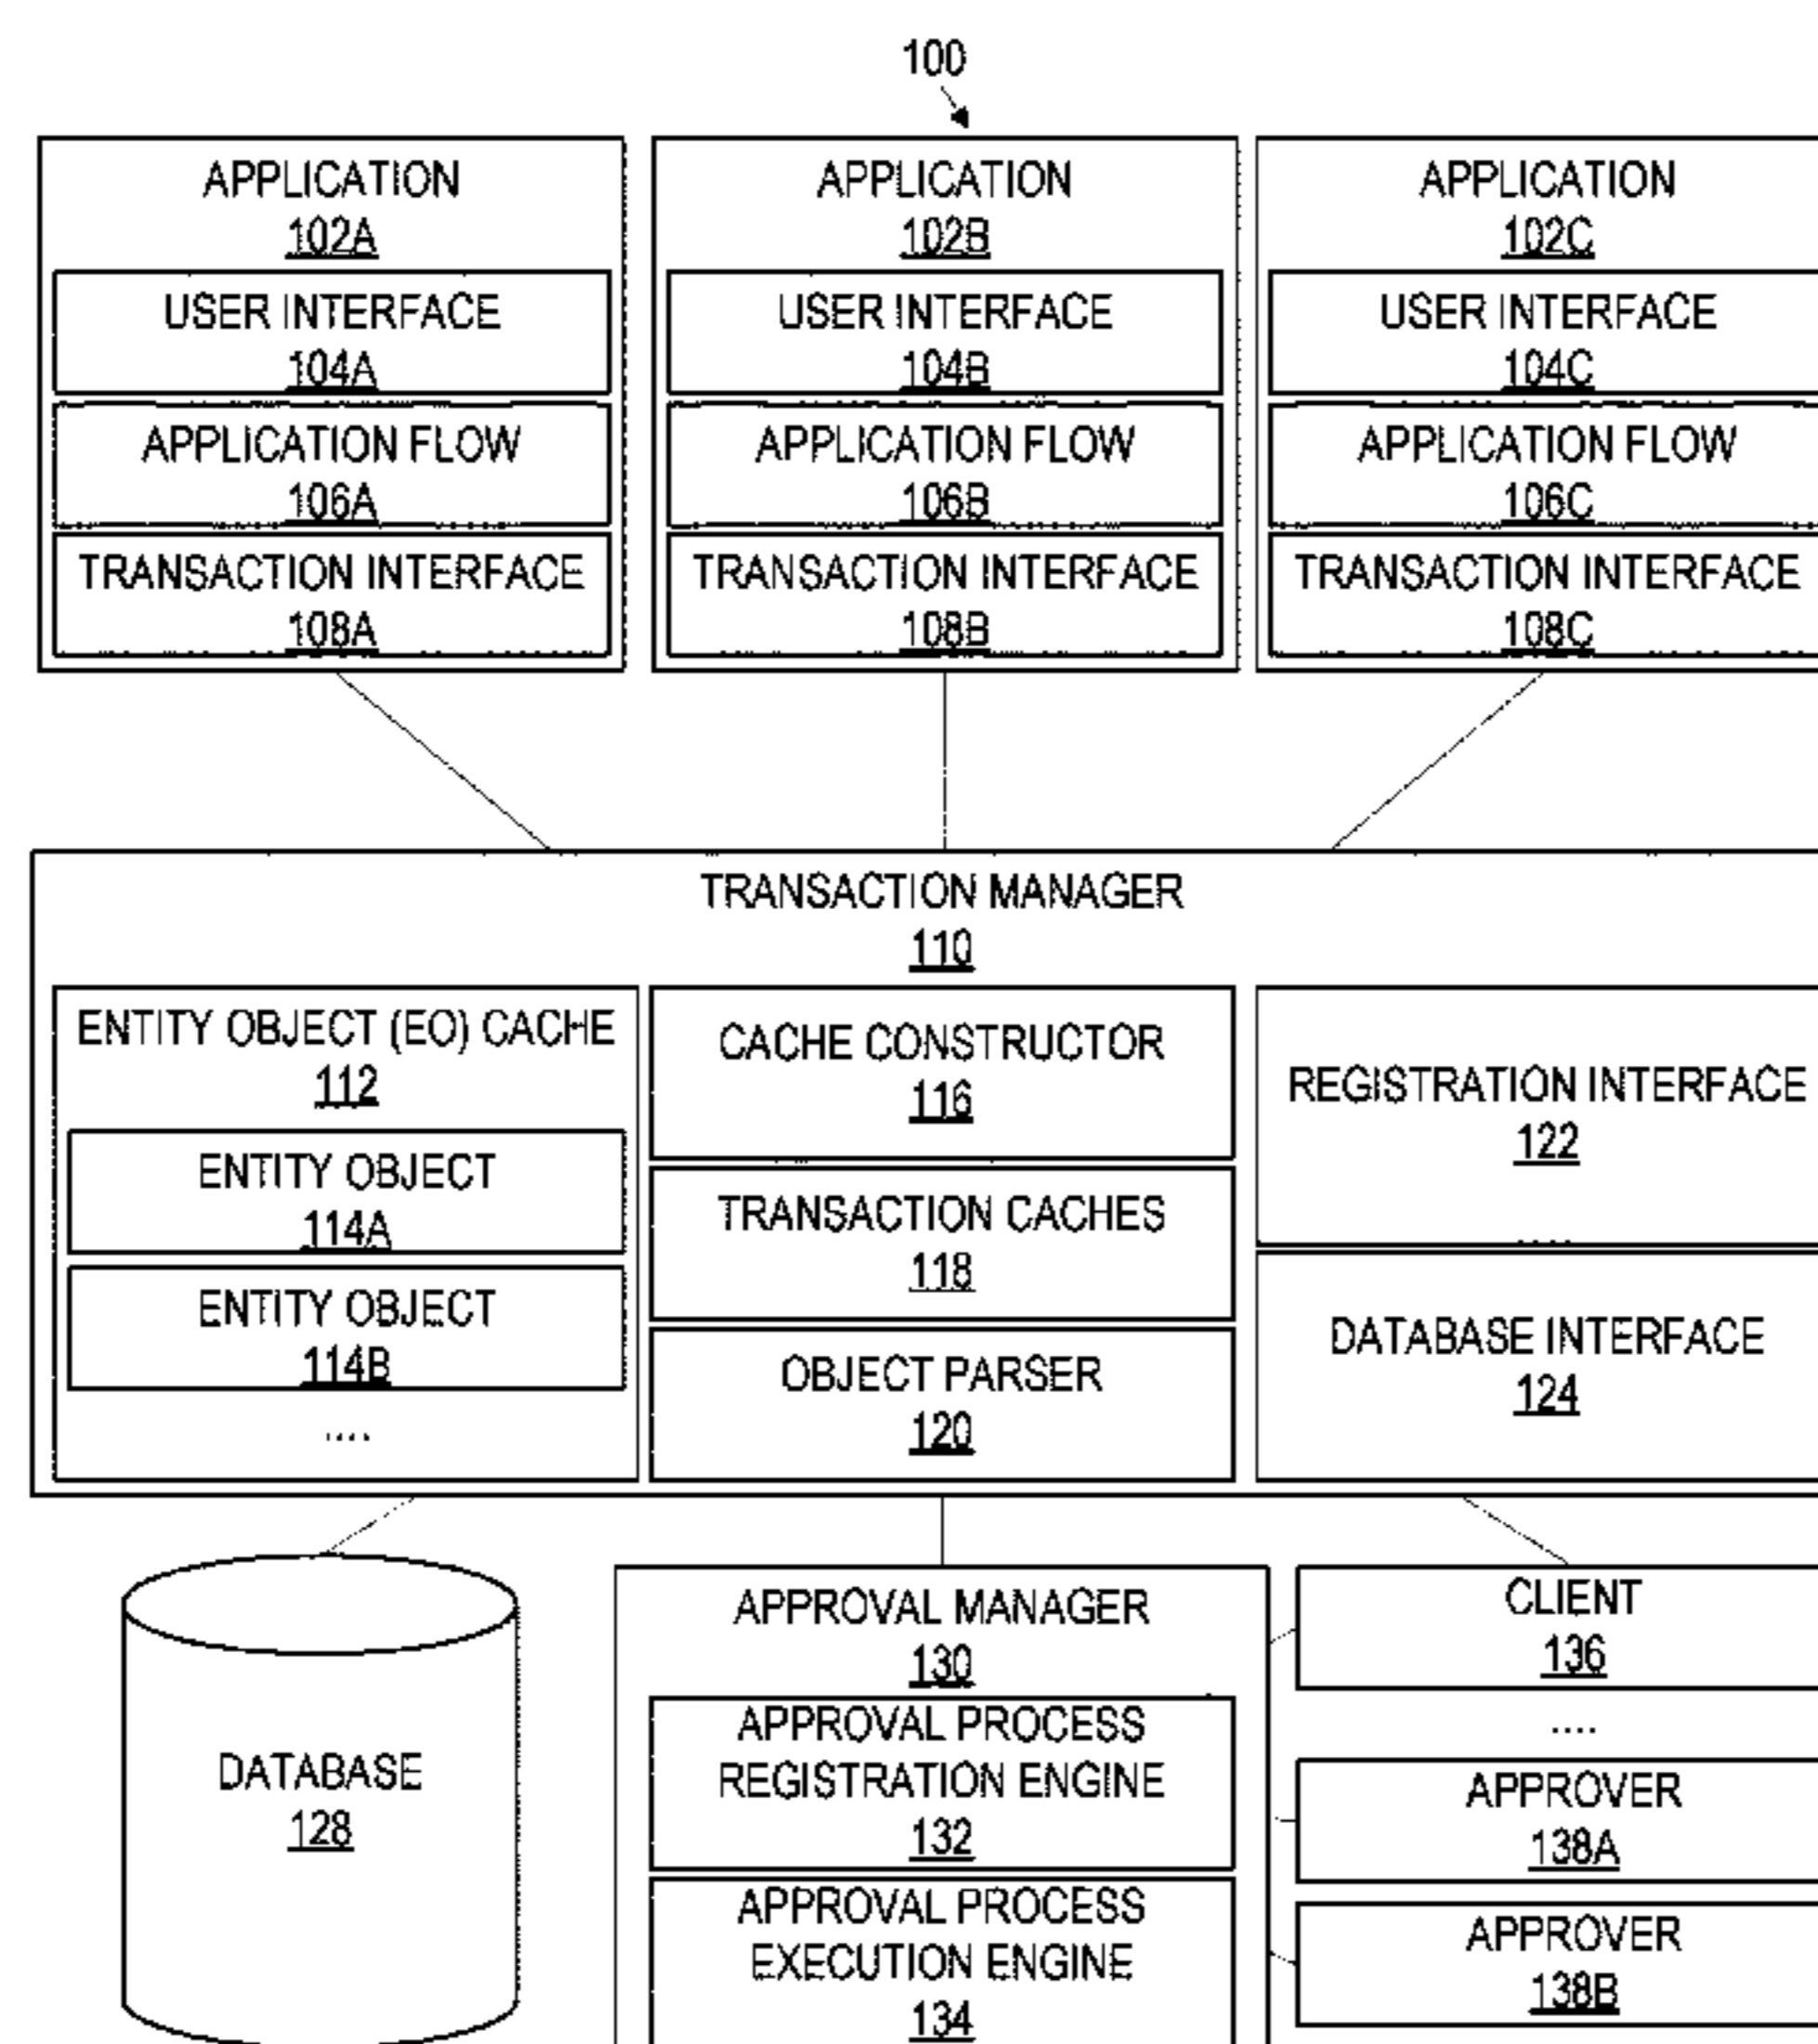 100
APPLICATION
102A
USER INTERFACE
104A
APPLICATION FLOW
106A
TRANSACTION INTERFACE
108A
APPLICATION
102B
USER INTERFACE
104B
APPLICATION FLOW
106B
TRANSACTION INTERFACE
108B
APPLICATION
102C
USER INTERFACE
104C
APPLICATION FLOW
106C
TRANSACTION INTERFACE
108C
TRANSACTION MANAGER
110
ENTITY OBJECT (EO) CACHE
112
ENTITY OBJECT
114A
ENTITY OBJECT
114B
....
CACHE CONSTRUCTOR
116
TRANSACTION CACHES
118
OBJECT PARSER
120
REGISTRATION INTERFACE
122
DATABASE INTERFACE
124
DATABASE
128
APPROVAL MANAGER
130
APPROVAL PROCESS
REGISTRATION ENGINE
132
APPROVAL PROCESS
EXECUTION ENGINE
134
CLIENT
136
....
APPROVER
138A
APPROVER
138B